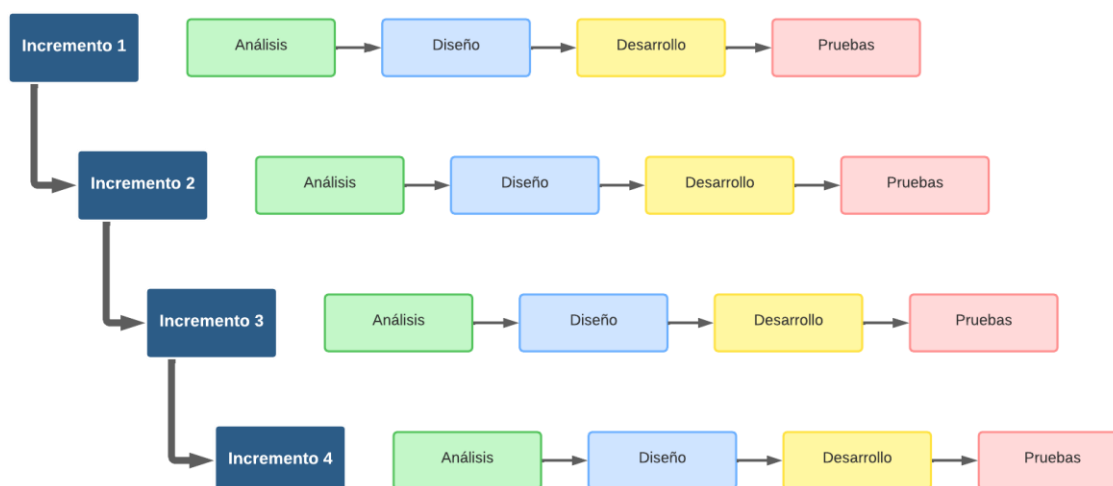 Incremento 1
Análisis
Diseño
Desarrollo
Pruebas
Incremento 2
Análisis
Diseño
Desarrollo
Pruebas
Incremento 3
Análisis
Diseño
Desarrollo
Pruebas
Incremento 4
Análisis
Diseño
Desarrollo
Pruebas